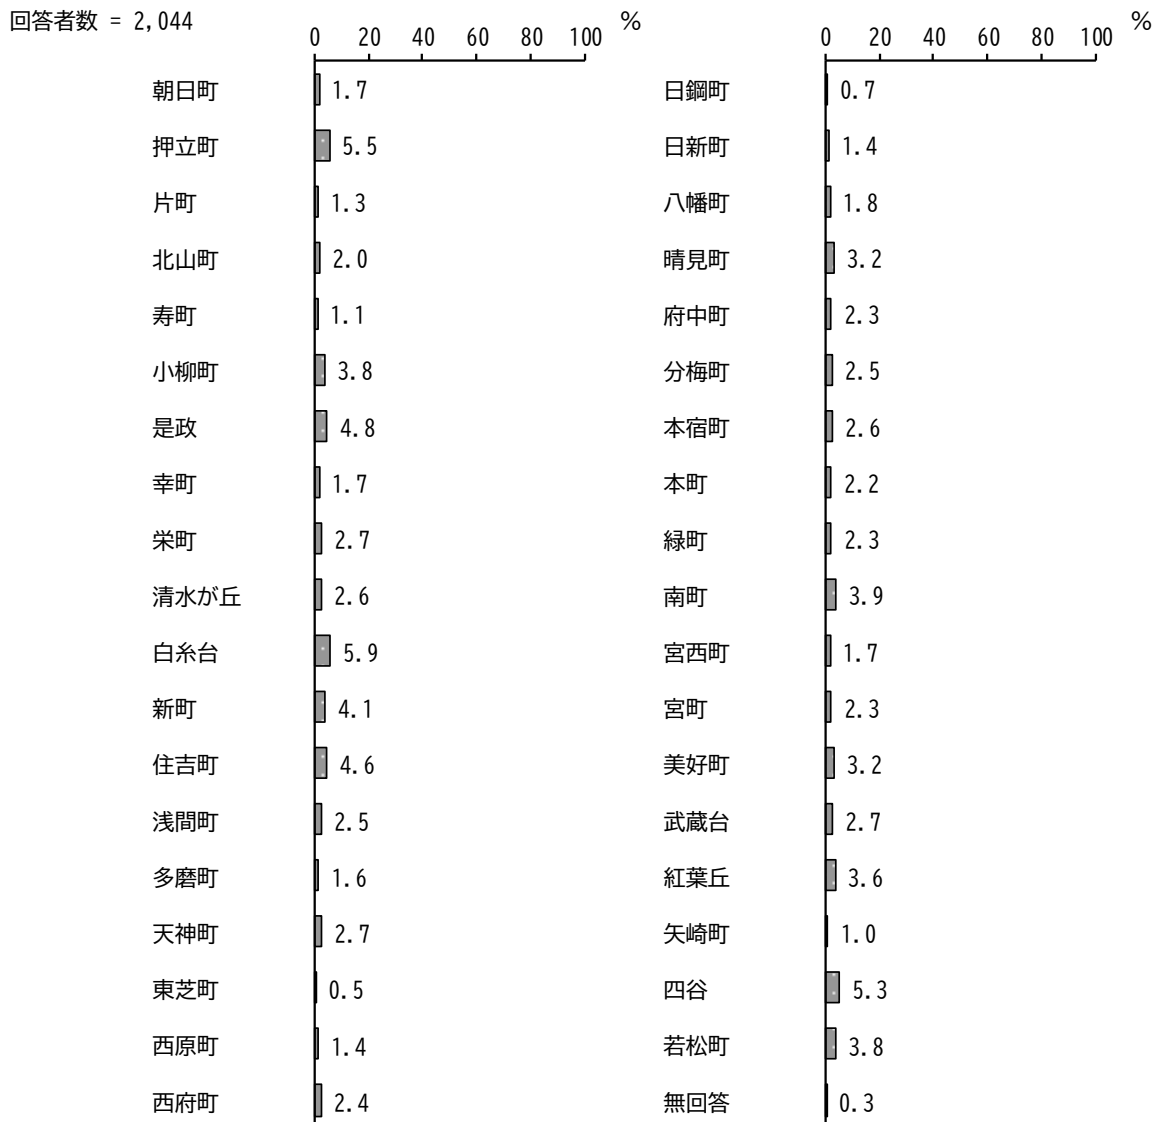 回答者数 = 2,044
0 20 40 60 80 100 %
朝日町 1.7
押立町 5.5
片町 1.3
北山町 2.0
寿町 1.1
小柳町 3.8
是政 4.8
幸町 1.7
栄町 2.7
清水が丘 2.6
白糸台 5.9
新町 4.1
住吉町 4.6
浅間町 2.5
多磨町 1.6
天神町 2.7
東芝町 0.5
西原町 1.4
西府町 2.4
0 20 40 60 80 100 %
日鋼町 0.7
日新町 1.4
八幡町 1.8
晴見町 3.2
府中町 2.3
分梅町 2.5
本宿町 2.6
本町 2.2
緑町 2.3
南町 3.9
宮西町 1.7
宮町 2.3
美好町 3.2
武蔵台 2.7
紅葉丘 3.6
矢崎町 1.0
四谷 5.3
若松町 3.8
無回答 0.3